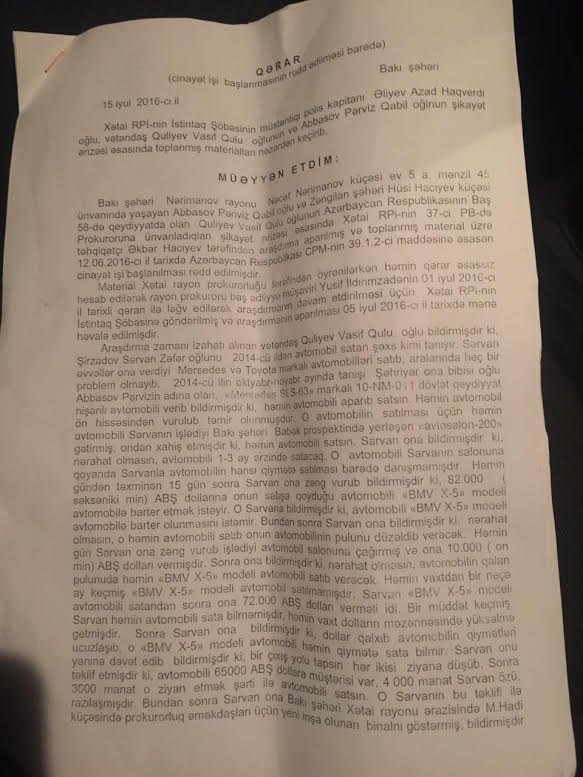 QƏRAR
(cinayət işi başlanmasının rədd edilməsi barədə)
15 iyul 2016-cı il Bakı şəhəri
Xətai RPİ-nin İstintaq Şöbəsinin müstəntiqi polis kapitanı Əliyev Azad Haqverdi
oğlu, vətəndaş Quliyev Vasif Qulu oğlunun və Abbasov Pərviz Qabil oğlnun şikayət
ərizəsi əsasında toplanmış materialları nəzərdən keçirib,
MÜƏYYƏN ETDİM:
Bakı şəhəri Nərimanov rayonu Nəcəf Nərimanov küçəsi ev 5 a, mənzil 45
ünvanında yaşayan Abbasov Pərviz Qabil oğlu və Zəngilan şəhəri Hüsi Hacıyev küçəsi
58-də qeydiyyatda olan Quliyev Vasif Qulu oğlunun Azərbaycan Respublikasının Baş
Prokuroruna ünvanladıqları şikayət ərizəsi əsasında Xətai RPİ-nin 37-ci PB-də
təhqiqatçı Əkbər Hacıyev tərəfindən araşdırma aparılmış və toplanmış material üzrə
12.06.2016-cı il tarixdə Azərbaycan Respublikası CPM-nin 39.1.2-ci maddəsinə əsasən
cinayət işi başlanılması rədd edilmişdir.
Material Xətai rayon prokurorluğu tərəfindən öyrənilərkən həmin qərar əsassız
hesab edilərək rayon prokuroru baş ədliyyə müşaviri Yusif İldırımzadənin 01 iyul 2016-cı
il tarixli qərarı ilə ləğv edilərək araşdırmanın davam etdirilməsi üçün Xətai RPİ-nin
İstintaq Şöbəsinə göndərilmiş və araşdırmanın aparılması 05 iyul 2016-cı il tarixdə mənə
həvalə edilmişdir.
Araşdırma zamanı izahatı alınan vətəndaş Quliyev Vasif Qulu oğlu bildirmişdir ki,
Şirzadov Sərvan Zəfər oğlunu 2014-cü ildən avtomobil satan şəxs kimi tanıyır. Sərvan
əvvəllər ona verdiyi Mersedes və Toyota markalı avtomobilləri satıb, aralarında heç bir
problem olmayıb. 2014-cü ilin oktyabr-noyabr ayında tanışı Şəhriyar ona bibisi oğlu
Abbasov Pərvizin adına olan, «Mersedes SLS-63» markalı 10-NM-011 dövlət qeydiyyat
nişanlı avtomobili verib bildirmişdir ki, həmin avtomobili aparıb satsın. Həmin avtomobil
ön hissəsindən vurulub təmir olunmuşdur. O avtomobilin satılması üçün həmin
avtomobili Sərvanın işlədiyi Bakı şəhəri Babək prospektində yerləşən «avtosalon-200»
gətirmiş, ondan xahiş etmişdir ki, həmin avtomobili satsın. Sərvan ona bildirmişdir ki,
narahat olmasın, avtomobili 1-3 ay ərzində satacaq. O avtomobili Sərvanın salonuna
qoyanda Sərvanla avtomobilin hansı qiymətə satılması barədə danışmamışdır. Həmin
gündən təxminən 15 gün sonra Sərvan ona zəng vurub bildirmişdir ki, 82.000 (
səksəniki min) ABŞ dollarına onun satışa qoyduğu avtomobili «BMV X-5» modeli
avtomobilə barter etmək istəyir. O Sərvana bildirmişdir ki, avtomobili «BMV X-5» modeli
avtomobilə barter olunmasını istəmir. Bundan sonra Sərvan ona bildirmişdir ki, narahat
olmasın, o həmin avtomobili satıb onun avtomobilinin pulunu düzəldib verəcək. Həmin
gün Sərvan ona zəng vurub işlədiyi avtomobil salonuna çağırmış və ona 10.000 ( on
min) ABŞ dolları vermişdir. Sonra ona bildirmişdir ki, narahat olmasın, avtomobilin qalan
pulunuda həmin «BMV X-5» modeli avtomobili satıb verəcək. Həmin vaxtdan bir neçə
ay keçmiş «BMV X-5» modeli avtomobil satılmamışdır. Sərvan «BMV X-5» modeli
avtomobili satandan sonra ona 72.000 ABŞ dolları verməli idi. Bir müddət keçmiş
Sərvan həmin avtomobili sata bilməmişdir, həmin vaxt dolların məzənnəsində yüksəlmə
getmişdir. Sonra Sərvan ona bildirmişdir ki, dollar qalxıb avtomobilin qiymətləri
ucuzlaşıb, o «BMV X-5» modeli avtomobili həmin qiymətə sata bilmir. Sərvan onu
yanına dəvət edib bildirmişdir ki, bir çıxış yolu tapsın hər ikisi ziyana düşüb. Sonra
təklif etmişdir ki, avtomobili 65000 ABŞ dollara müştərisi var, 4 000 manat Sərvan özü,
3000 manat o ziyan etmək şərti ilə avtomobili satsın. O Sərvanın bu təklifi ilə
razılaşmışdır. Bundan sonra Sərvan ona Bakı şəhəri Xətai rayonu ərazisində M.Hadi
küçəsində prokurorluq əməkdaşları üçün yeni inşa olunan binanı göstərmiş, bildirmişdir